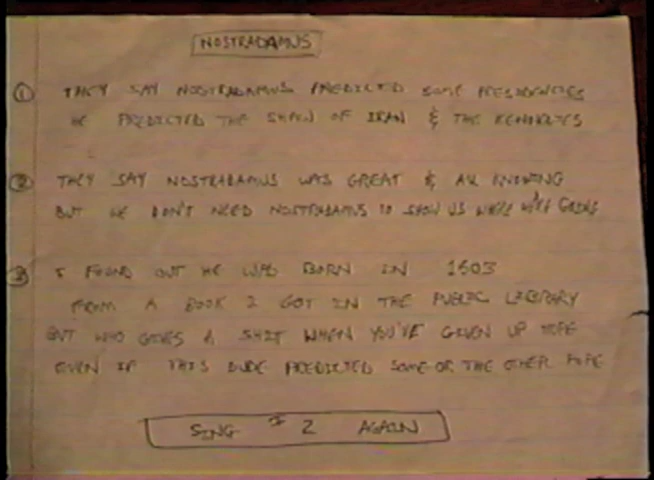 NOSTRADAMUS
① THEY SAY NOSTRADAMUS PREDICTED SOME PRESIDENCIES
HE PREDICTED THE SHAH OF IRAN & THE KENNEDYES
② THEY SAY NOSTRADAMUS WAS GREAT & ALL KNOWING
BUT WE DON'T NEED NOSTRADAMUS TO SHOW US WHERE WE'RE GOING
③ I FOUND OUT HE WAS BORN IN 1503
FROM A BOOK I GOT IN THE PUBLIC LIBRARY
BUT WHO GIVES A SHIT WHEN YOU'VE GIVEN UP HOPE
EVEN IF THIS DUDE PREDICTED SOME OR THE OTHER POPE
SING # 2 AGAIN